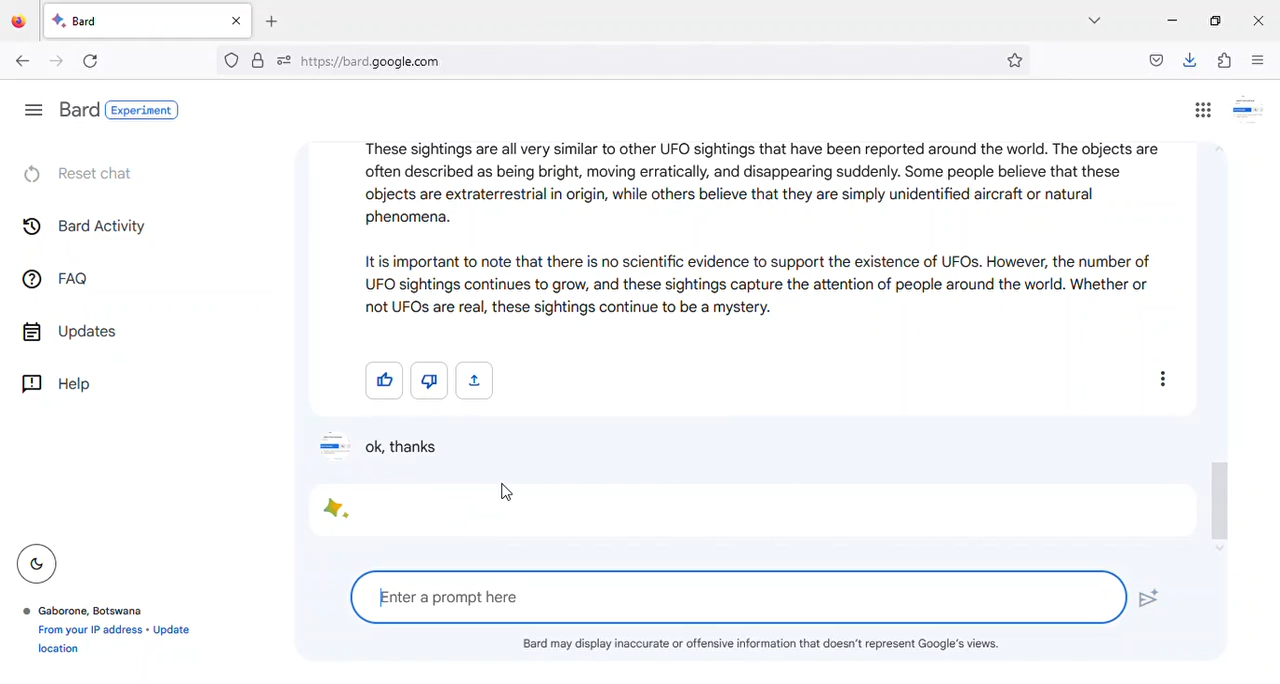 Bard
https://bard.google.com
Bard Experiment
Reset chat
Bard Activity
FAQ
Updates
Help
Gaborone, Botswana
From your IP address • Update
location
These sightings are all very similar to other UFO sightings that have been reported around the world. The objects are
often described as being bright, moving erratically, and disappearing suddenly. Some people believe that these
objects are extraterrestrial in origin, while others believe that they are simply unidentified aircraft or natural
phenomena.
It is important to note that there is no scientific evidence to support the existence of UFOs. However, the number of
UFO sightings continues to grow, and these sightings capture the attention of people around the world. Whether or
not UFOs are real, these sightings continue to be a mystery.
ok, thanks
Enter a prompt here
Bard may display inaccurate or offensive information that doesn't represent Google's views.